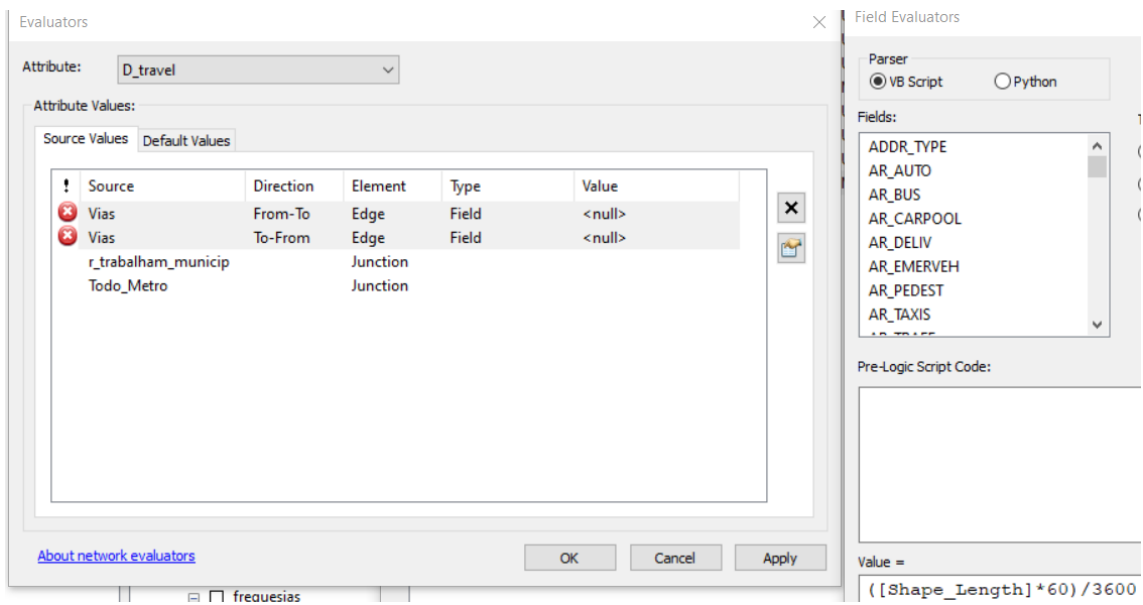 Evaluators
Attribute:
D_travel
Attribute Values:
Source Values
Default Values
! Source Direction Element Type Value
Vias From-To Edge Field <null>
Vias To-From Edge Field <null>
r_trabalham_municip Junction
Todo_Metro Junction
About network evaluators
OK
Cancel
Apply
freguesias
Field Evaluators
Parser
VB Script
Python
Fields:
ADDR_TYPE
AR_AUTO
AR_BUS
AR_CARPOOL
AR_DELIV
AR_EMERVEH
AR_PEDEST
AR_TAXIS
Pre-Logic Script Code:
Value =
([Shape_Length]*60)/3600